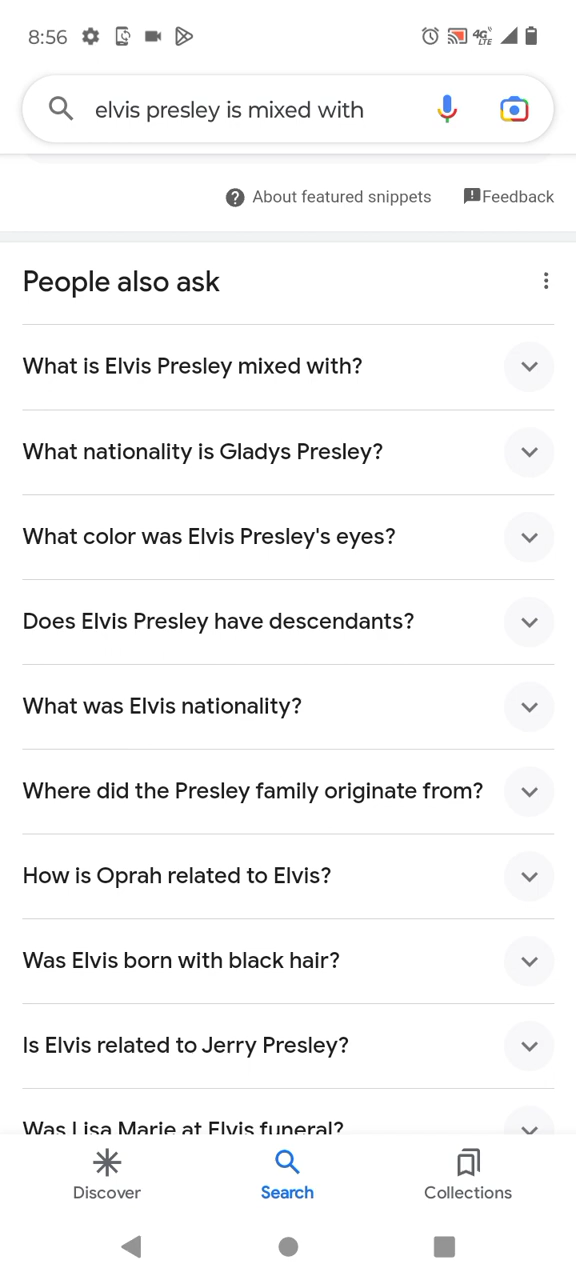 8:56
4G LTE
elvis presley is mixed with
About featured snippets Feedback
People also ask
What is Elvis Presley mixed with?
What nationality is Gladys Presley?
What color was Elvis Presley's eyes?
Does Elvis Presley have descendants?
What was Elvis nationality?
Where did the Presley family originate from?
How is Oprah related to Elvis?
Was Elvis born with black hair?
Is Elvis related to Jerry Presley?
Was Lisa Marie at Elvis funeral?
Discover Search Collections